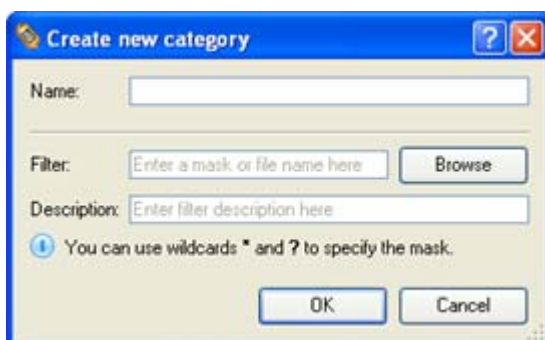 Create new category
Name:
Filter: Enter a mask or file name here Browse
Description: Enter filter description here
You can use wildcards * and ? to specify the mask.
OK Cancel